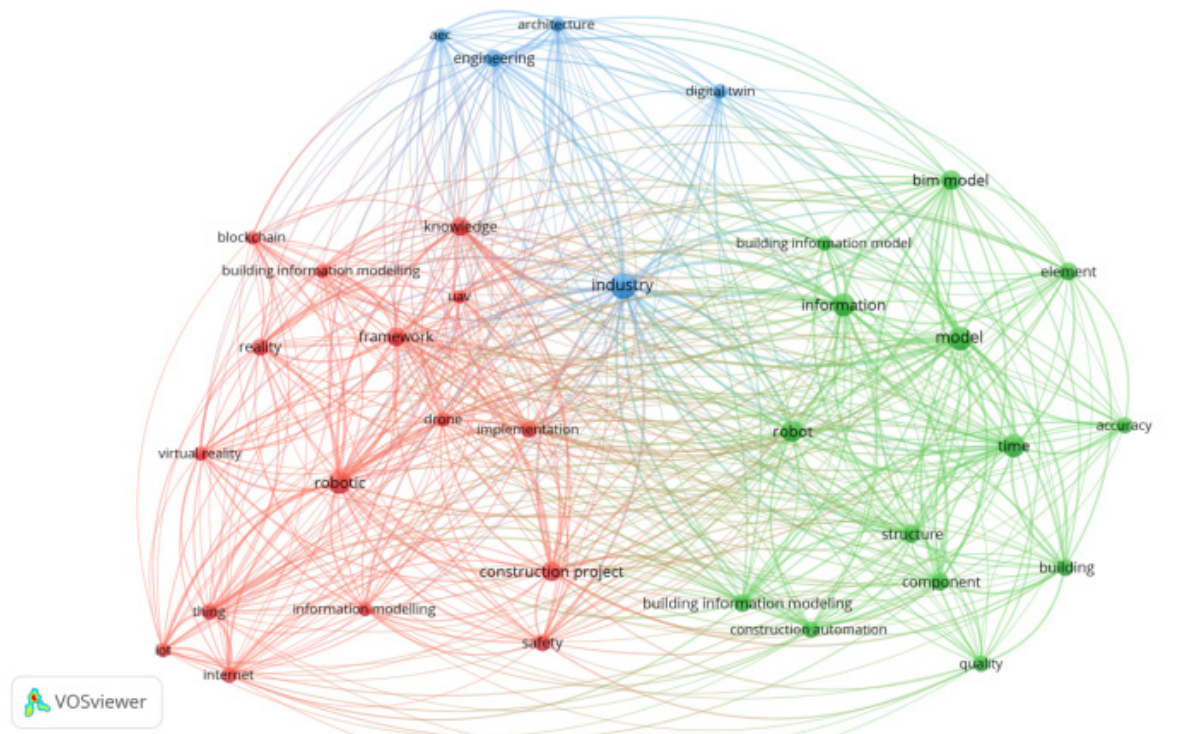 architecture
aec
engineering
digital twin
bim model
knowledge
blockchain
building information model
building information modelling
element
industry
uav
information
framework
model
reality
drone
accuracy
implementation
robot
time
virtual reality
robotic
structure
building
construction project
component
building information modeling
thing
information modelling
construction automation
safety
iot
quality
internet
VOSviewer